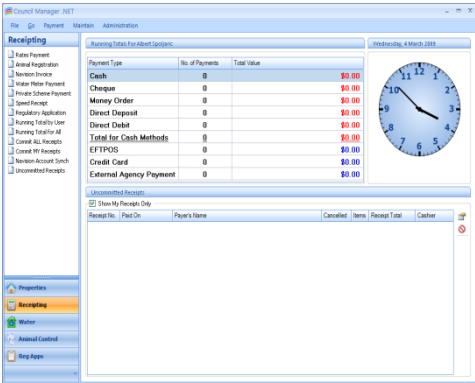 Council Manager .NET
File Go Payment Maintain Administration
Receipting
Rates Payment
Animal Registration
Navision Invoice
Water Meter Payment
Private Scheme Payment
Speed Receipt
Regulatory Application
Running Total by User
Running Total for All
Commit ALL Receipts
Commit MY Receipts
Navision Account Synch
Uncommitted Receipts
Properties
Receipting
Water
Animal Control
Reg Apps
Running Totals For Albert Spoljaric
Payment Type No. of Payments Total Value
Cash 0 $0.00
Cheque 0 $0.00
Money Order 0 $0.00
Direct Deposit 0 $0.00
Direct Debit 0 $0.00
Total for Cash Methods 0 $0.00
EFTPOS 0 $0.00
Credit Card 0 $0.00
External Agency Payment 0 $0.00
Wednesday, 4 March 2009
12 1 2 3 4 5 6 7 8 9 10 11
Uncommitted Receipts
Show My Receipts Only
Receipt No. Paid On Payer's Name Cancelled Items Receipt Total Cashier